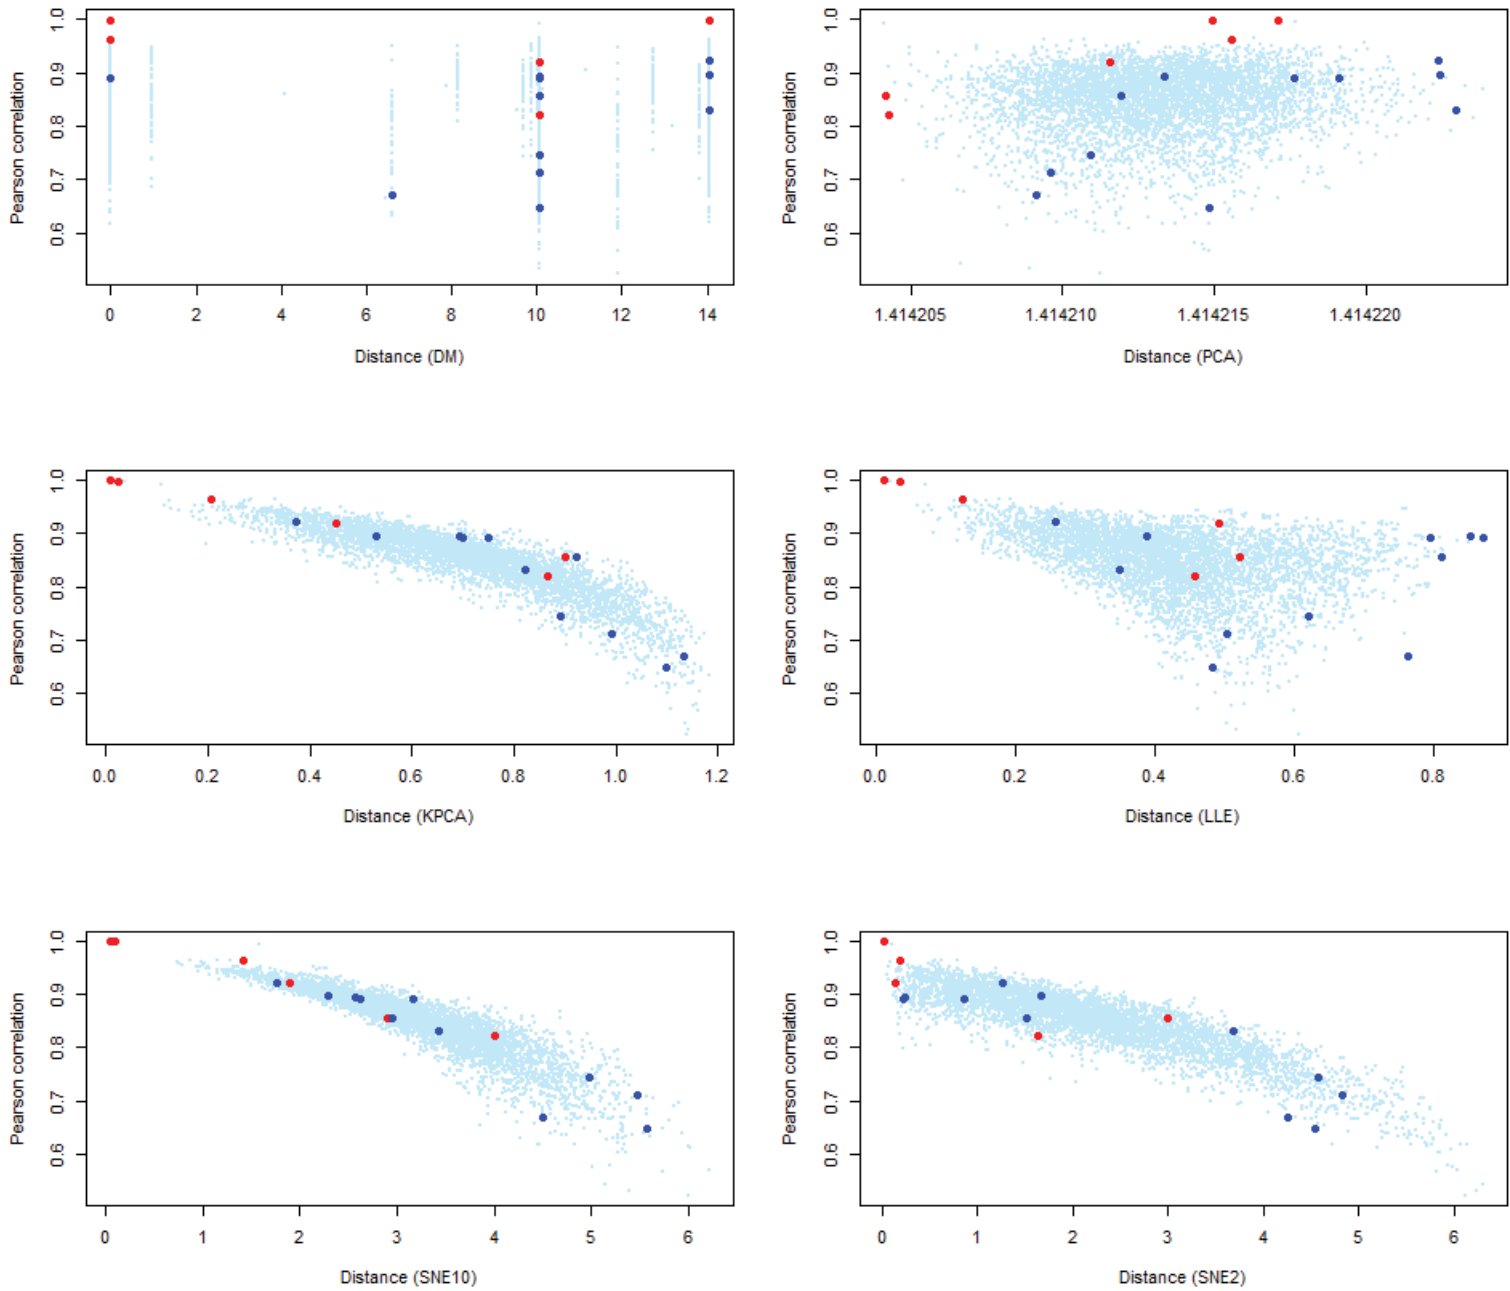 Pearson correlation
1.0
0.9
0.8
0.7
0.6
0 2 4 6 8 10 12 14
Distance (DM)
Pearson correlation
1.0
0.9
0.8
0.7
0.6
1.414205 1.414210 1.414215 1.414220
Distance (PCA)
Pearson correlation
1.0
0.9
0.8
0.7
0.6
0.0 0.2 0.4 0.6 0.8 1.0 1.2
Distance (KPCA)
Pearson correlation
1.0
0.9
0.8
0.7
0.6
0.0 0.2 0.4 0.6 0.8
Distance (LLE)
Pearson correlation
1.0
0.9
0.8
0.7
0.6
0 1 2 3 4 5 6
Distance (SNE10)
Pearson correlation
1.0
0.9
0.8
0.7
0.6
0 1 2 3 4 5 6
Distance (SNE2)